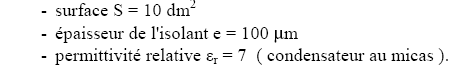 - surface S = 10 dm²
- épaisseur de l'isolant e = 100 µm
- permittivité relative εr = 7 ( condensateur au micas ).